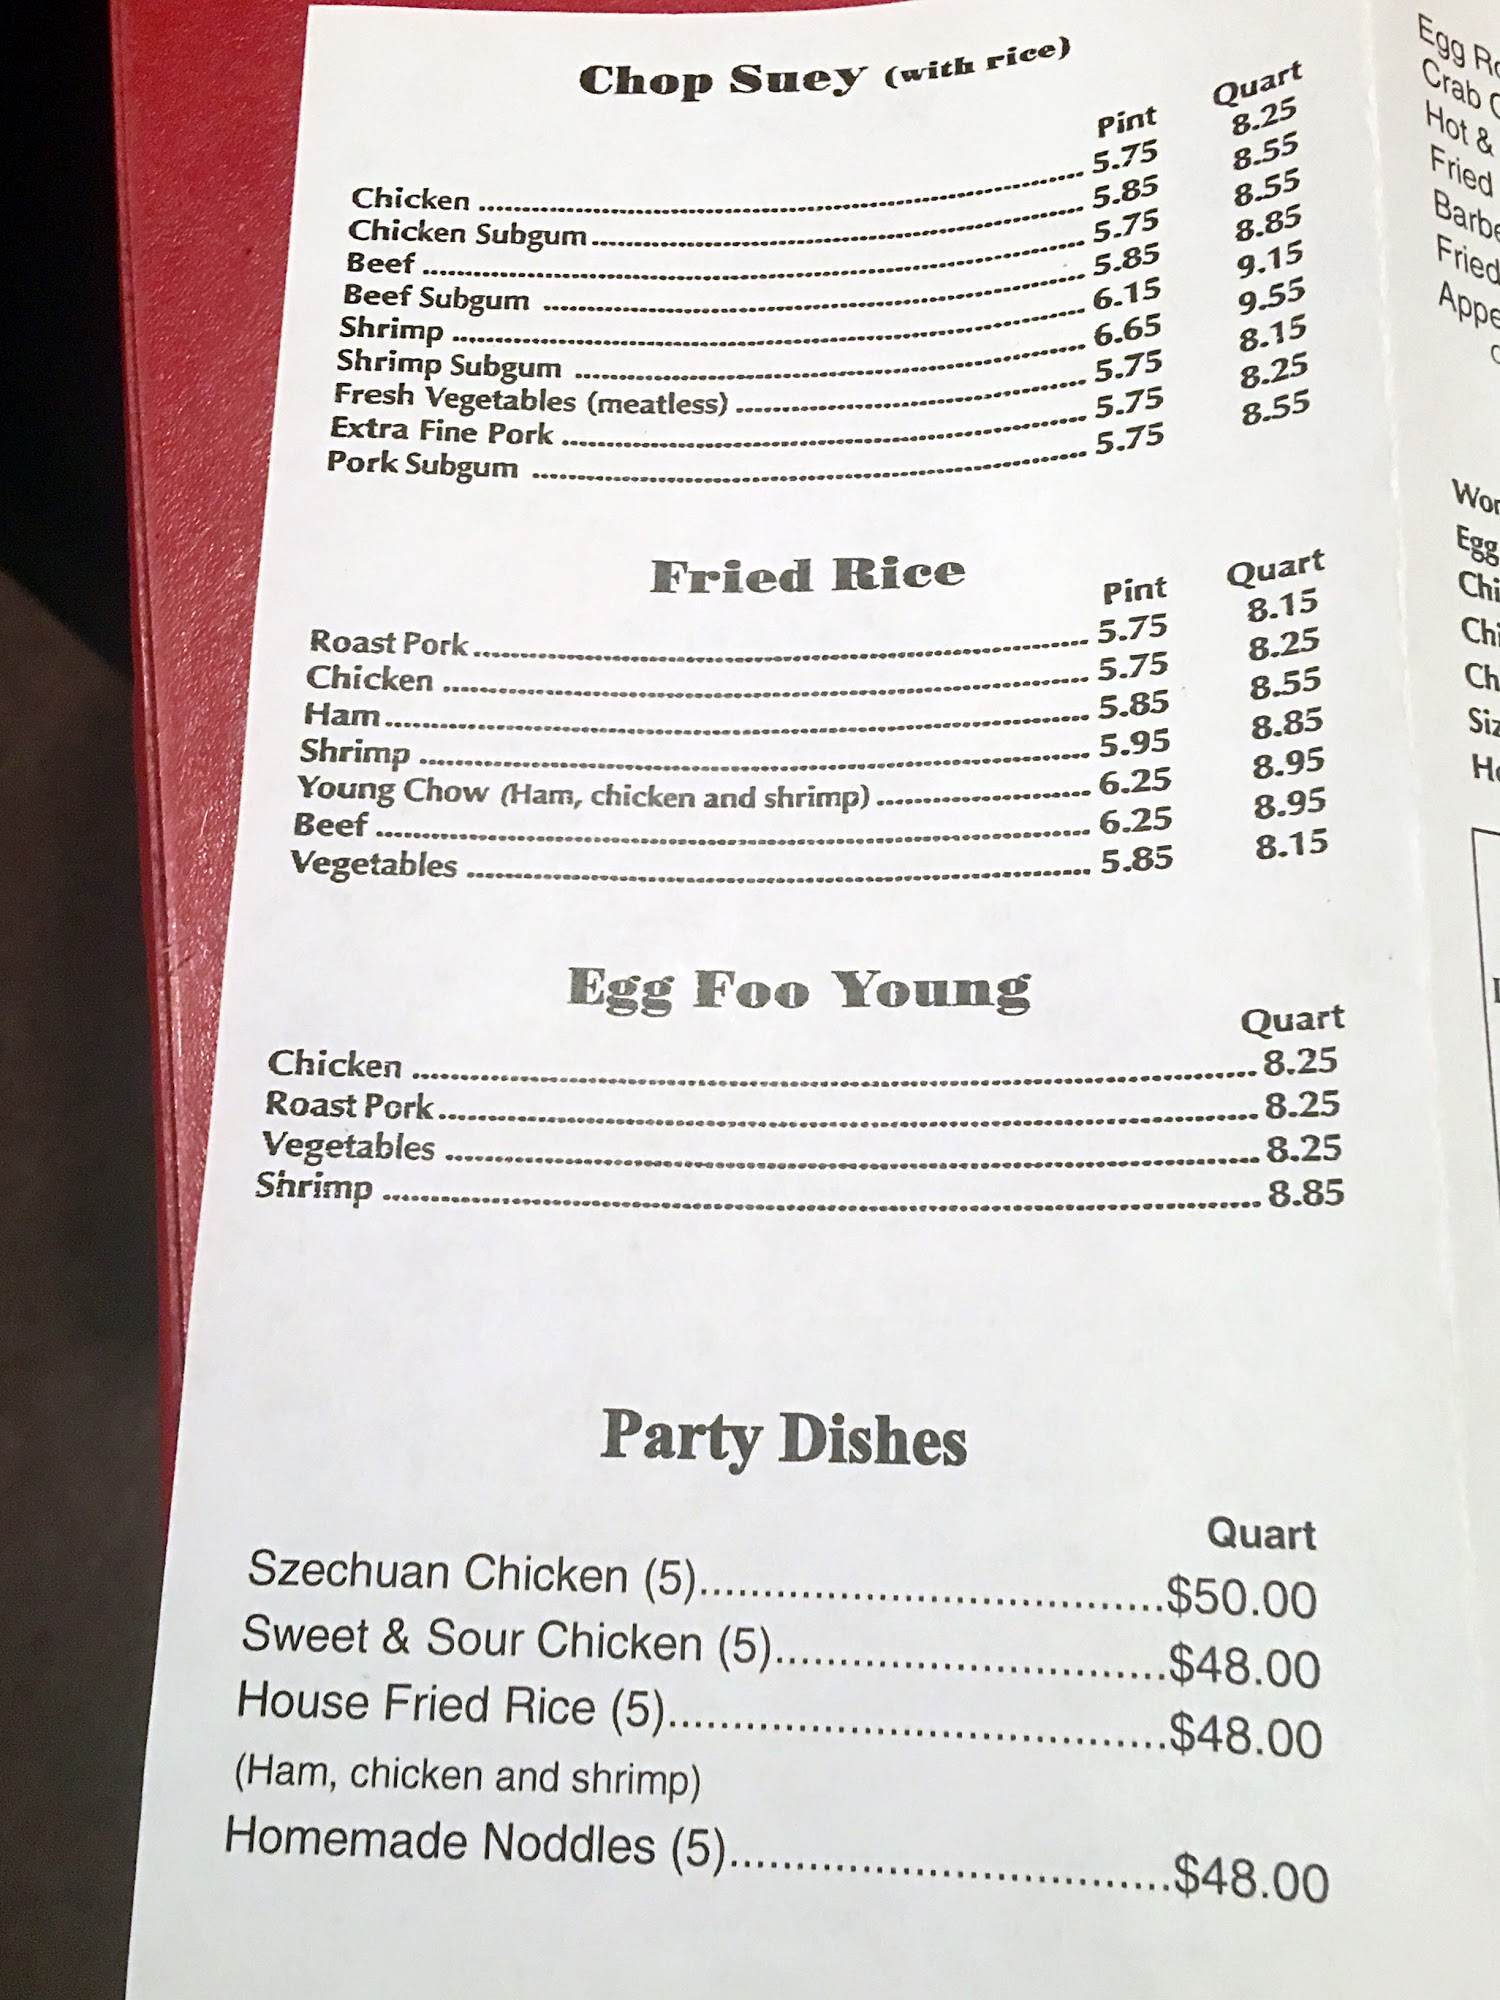 Chop Suey (with rice)
Pint Quart
Chicken 5.75 8.25
Chicken Subgum 5.85 8.55
Beef 5.75 8.55
Beef Subgum 5.85 8.85
Shrimp 6.15 9.15
Shrimp Subgum 6.65 9.55
Fresh Vegetables (meatless) 5.75 8.15
Extra Fine Pork 5.75 8.25
Pork Subgum 5.75 8.55
Fried Rice
Pint Quart
Roast Pork 5.75 8.15
Chicken 5.75 8.25
Ham 5.85 8.55
Shrimp 5.95 8.85
Young Chow (Ham, chicken and shrimp) 6.25 8.95
Beef 6.25 8.95
Vegetables 5.85 8.15
Egg Foo Young
Quart
Chicken 8.25
Roast Pork 8.25
Vegetables 8.25
Shrimp 8.85
Party Dishes
Quart
Szechuan Chicken (5) $50.00
Sweet & Sour Chicken (5) $48.00
House Fried Rice (5) $48.00
(Ham, chicken and shrimp)
Homemade Noddles (5) $48.00
Egg
Crab
Hot &
Fried
Fried
Egg